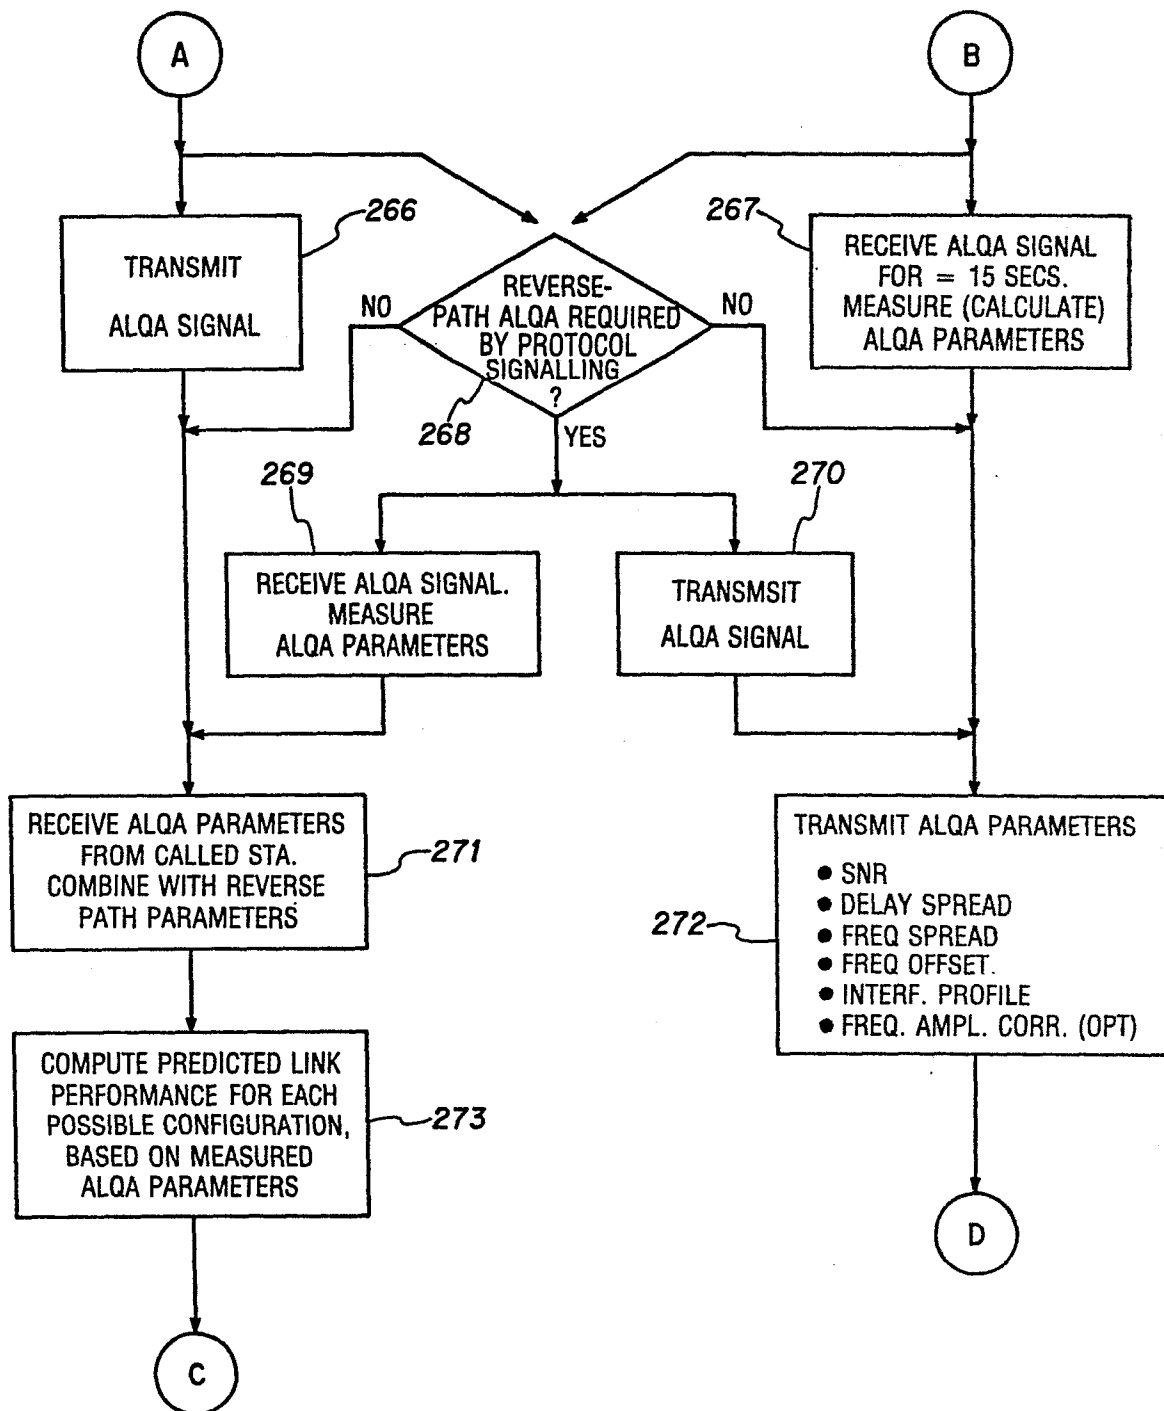 A
B
266
267
TRANSMIT
ALQA SIGNAL
REVERSE-
PATH ALQA REQUIRED
BY PROTOCOL
SIGNALLING
?
NO
NO
RECEIVE ALQA SIGNAL
FOR = 15 SECS.
MEASURE (CALCULATE)
ALQA PARAMETERS
268
YES
269
270
RECEIVE ALQA SIGNAL.
MEASURE
ALQA PARAMETERS
TRANSMSIT
ALQA SIGNAL
RECEIVE ALQA PARAMETERS
FROM CALLED STA.
COMBINE WITH REVERSE
PATH PARAMETERS
271
TRANSMIT ALQA PARAMETERS
● SNR
● DELAY SPREAD
● FREQ SPREAD
● FREQ OFFSET.
● INTERF. PROFILE
● FREQ. AMPL. CORR. (OPT)
272
COMPUTE PREDICTED LINK
PERFORMANCE FOR EACH
POSSIBLE CONFIGURATION,
BASED ON MEASURED
ALQA PARAMETERS
273
D
C